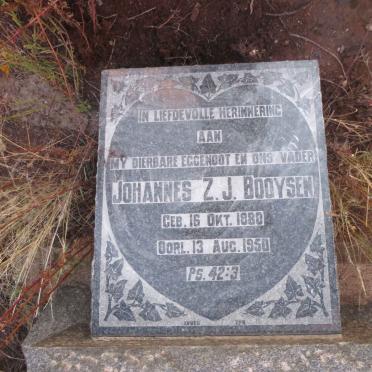 IN LIEFDEVOLLE HERINNERING
AAN
MY DIERBARE EGGENOOT EN ONS VADER
JOHANNES Z. J. BOOYSEN
GEB. 16 OKT. 1880
OORL. 13 AUG. 1950
PS. 42:3